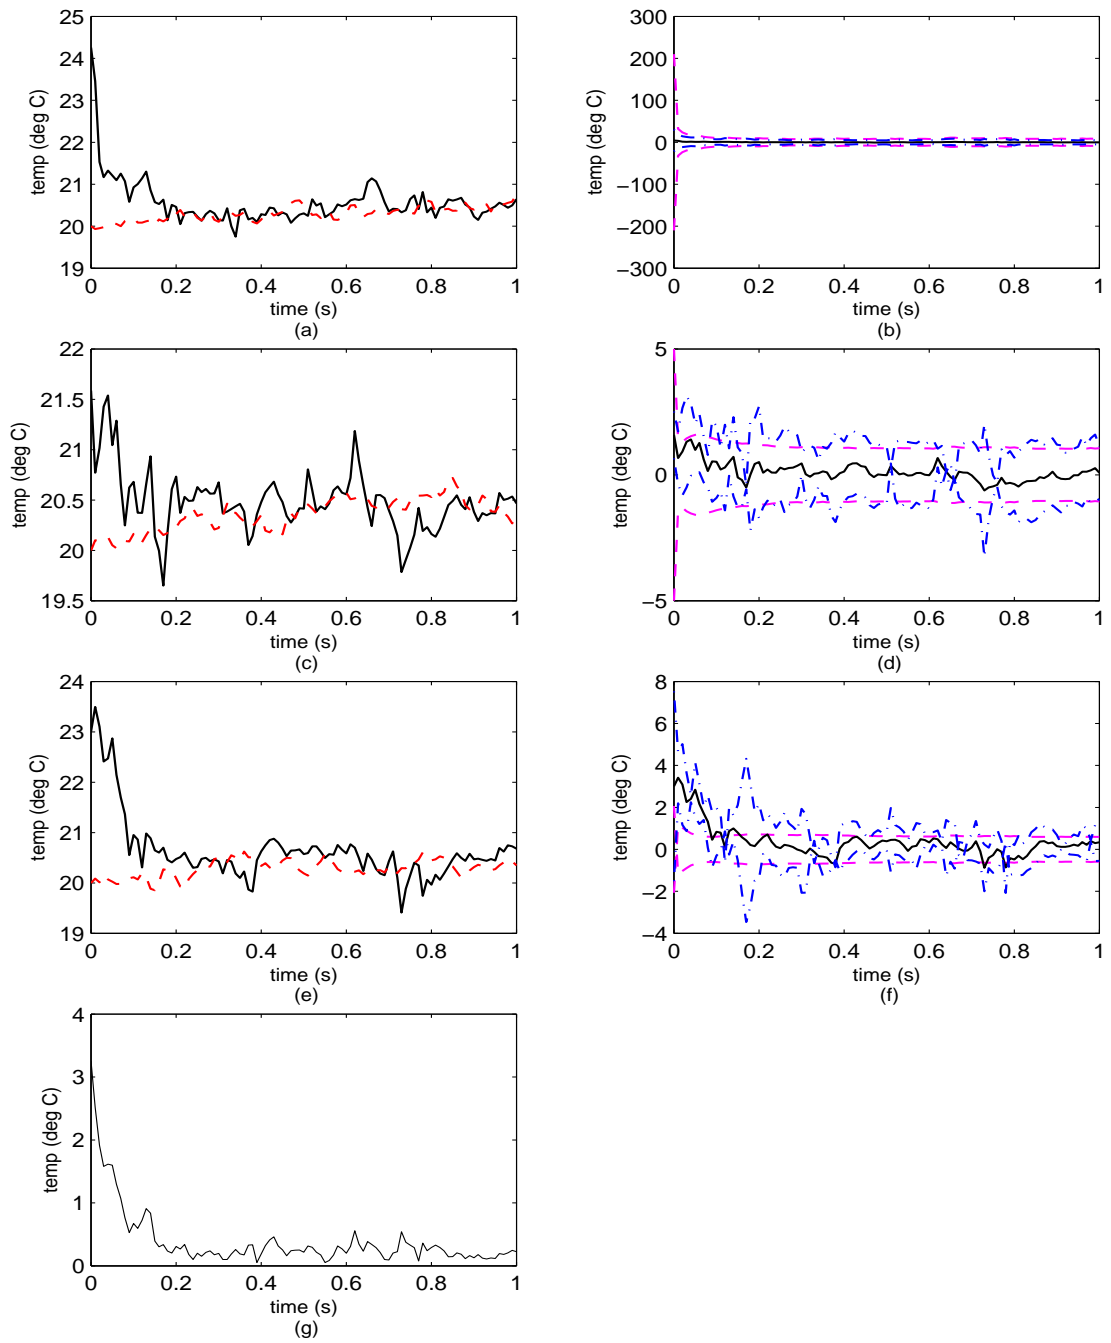 25
24
23
22
21
20
19
temp (deg C)
0 0.2 0.4 0.6 0.8 1
time (s)
(a)
300
200
100
0
−100
−200
−300
temp (deg C)
0 0.2 0.4 0.6 0.8 1
time (s)
(b)
22
21.5
21
20.5
20
19.5
temp (deg C)
0 0.2 0.4 0.6 0.8 1
time (s)
(c)
5
0
−5
temp (deg C)
0 0.2 0.4 0.6 0.8 1
time (s)
(d)
24
23
22
21
20
19
temp (deg C)
0 0.2 0.4 0.6 0.8 1
time (s)
(e)
8
6
4
2
0
−2
−4
temp (deg C)
0 0.2 0.4 0.6 0.8 1
time (s)
(f)
4
3
2
1
0
temp (deg C)
0 0.2 0.4 0.6 0.8 1
time (s)
(g)